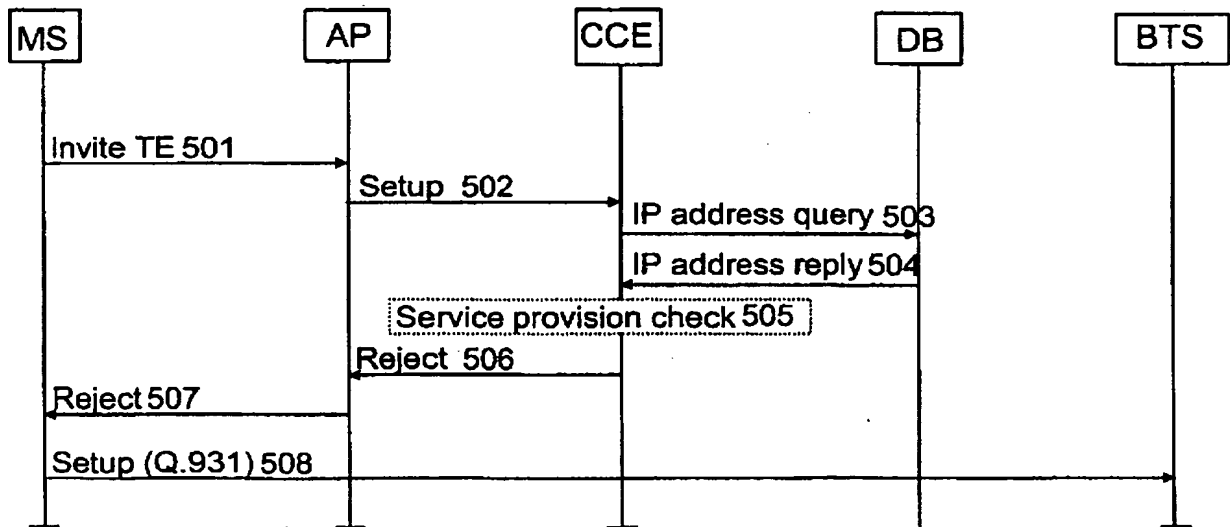 MS AP CCE DB BTS
Invite TE 501
Setup 502
IP address query 503
IP address reply 504
Service provision check 505
Reject 506
Reject 507
Setup (Q.931) 508